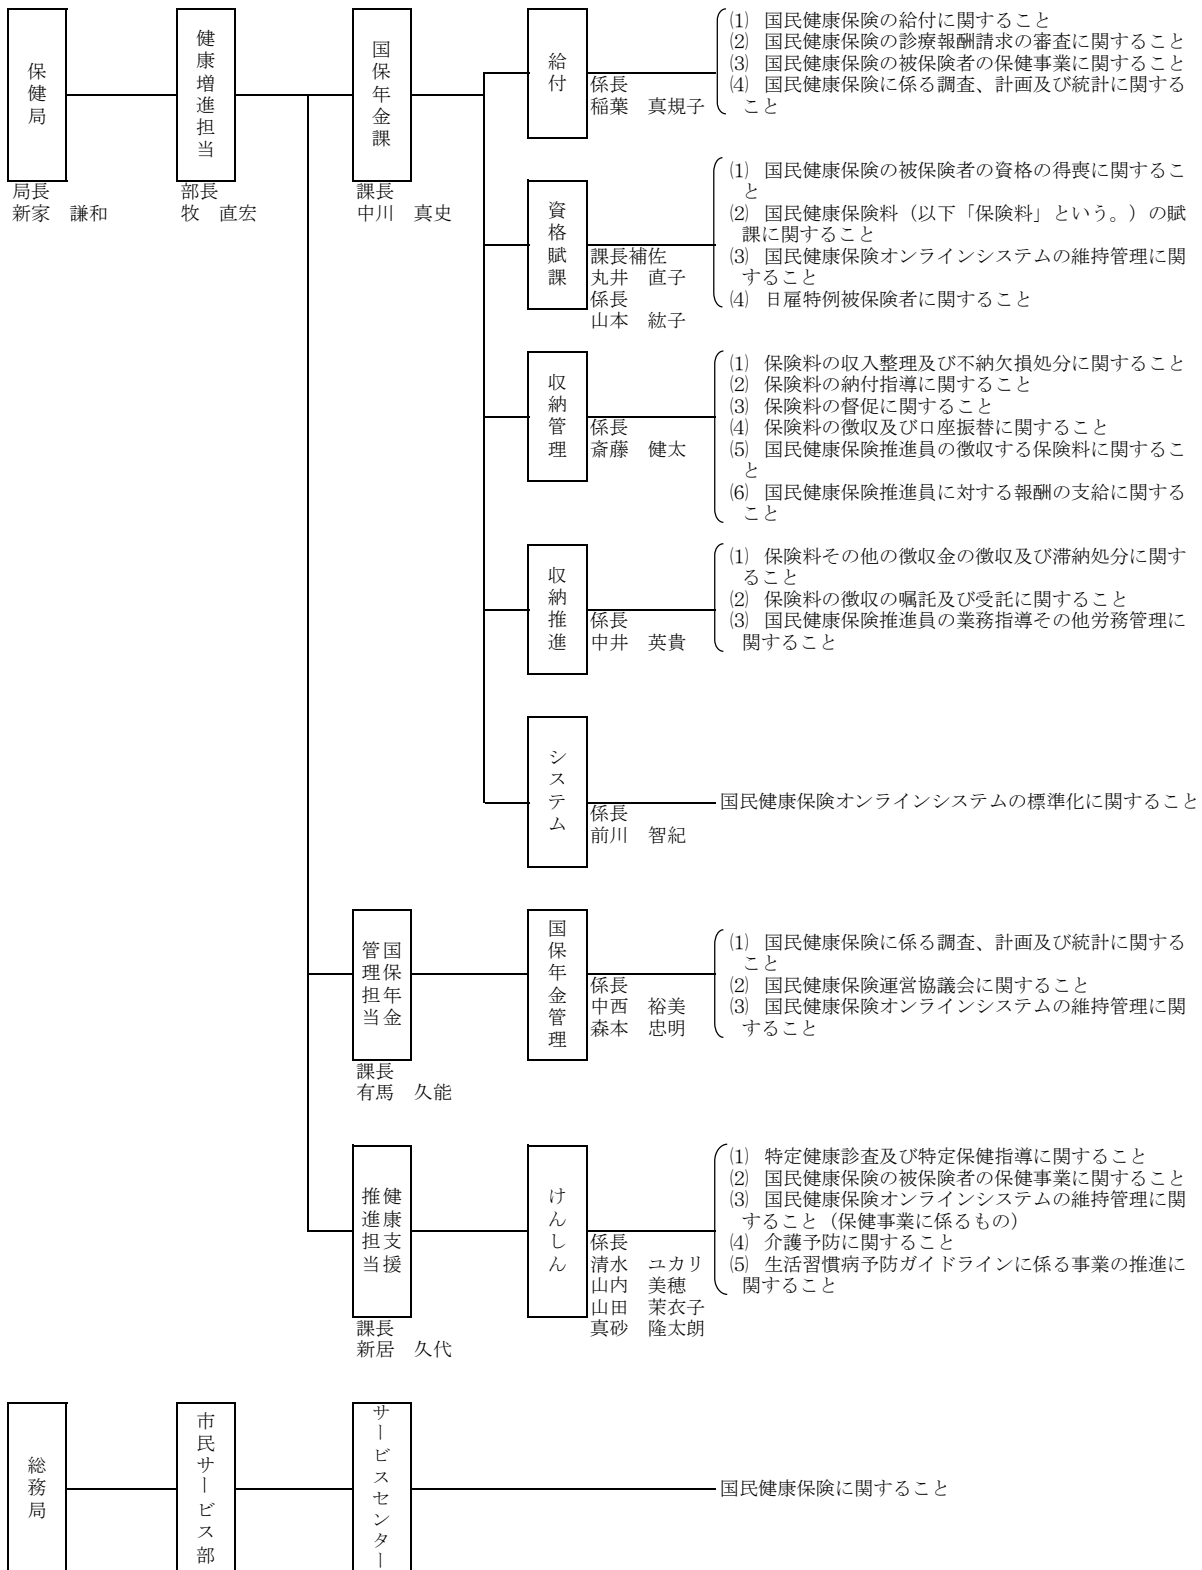 保健局
局長
新家　謙和
健康増進担当
部長
牧　直宏
国保年金課
課長
中川　真史
給付
係長
稲葉　真規子
⑴　国民健康保険の給付に関すること
⑵　国民健康保険の診療報酬請求の審査に関すること
⑶　国民健康保険の被保険者の保健事業に関すること
⑷　国民健康保険に係る調査、計画及び統計に関する
こと
資格賦課
課長補佐
丸井　直子
係長
山本　紘子
⑴　国民健康保険の被保険者の資格の得喪に関するこ
と
⑵　国民健康保険料（以下「保険料」という。）の賦
課に関すること
⑶　国民健康保険オンラインシステムの維持管理に関
すること
⑷　日雇特例被保険者に関すること
収納管理
係長
斎藤　健太
⑴　保険料の収入整理及び不納欠損処分に関すること
⑵　保険料の納付指導に関すること
⑶　保険料の督促に関すること
⑷　保険料の徴収及び口座振替に関すること
⑸　国民健康保険推進員の徴収する保険料に関するこ
と
⑹　国民健康保険推進員に対する報酬の支給に関する
こと
収納推進
係長
中井　英貴
⑴　保険料その他の徴収金の徴収及び滞納処分に関す
ること
⑵　保険料の徴収の嘱託及び受託に関すること
⑶　国民健康保険推進員の業務指導その他労務管理に
関すること
システム
係長
前川　智紀
国民健康保険オンラインシステムの標準化に関すること
国保年金
管理担当
課長
有馬　久能
国保年金管理
係長
中西　裕美
森本　忠明
⑴　国民健康保険に係る調査、計画及び統計に関する
こと
⑵　国民健康保険運営協議会に関すること
⑶　国民健康保険オンラインシステムの維持管理に関
すること
健康支援
推進担当
課長
新居　久代
けんしん
係長
清水　ユカリ
山内　美穂
山田　茉衣子
真砂　隆太朗
⑴　特定健康診査及び特定保健指導に関すること
⑵　国民健康保険の被保険者の保健事業に関すること
⑶　国民健康保険オンラインシステムの維持管理に関
すること（保健事業に係るもの）
⑷　介護予防に関すること
⑸　生活習慣病予防ガイドラインに係る事業の推進に
関すること
総務局
市民サービス部
サービスセンター
国民健康保険に関すること